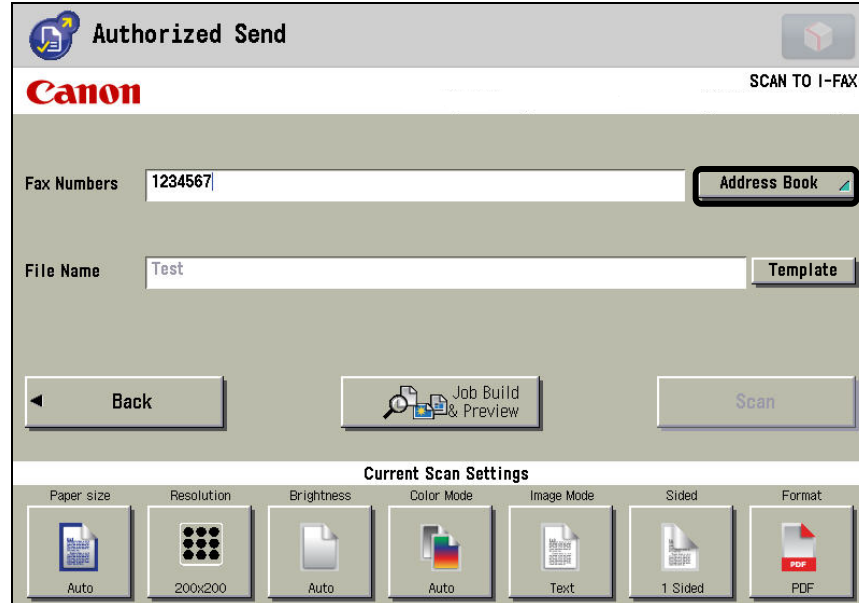 Authorized Send
Canon
SCAN TO I-FAX
Fax Numbers
1234567
Address Book
File Name
Test
Template
Back
Job Build
& Preview
Scan
Current Scan Settings
Paper size
Resolution
Brightness
Color Mode
Image Mode
Sided
Format
PDF
Auto
200x200
Auto
Auto
Text
1 Sided
PDF